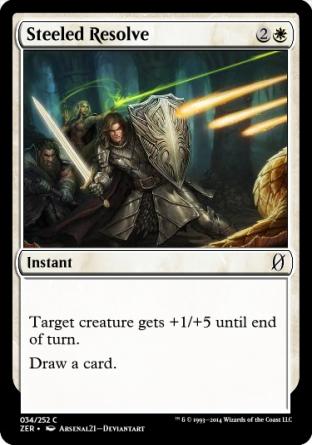 Steeled Resolve 2
Instant
Target creature gets +1/+5 until end
of turn.
Draw a card.
034/252 C
ZER • Arsenal21–Deviantart
™ & © 1993–2014 Wizards of the Coast LLC